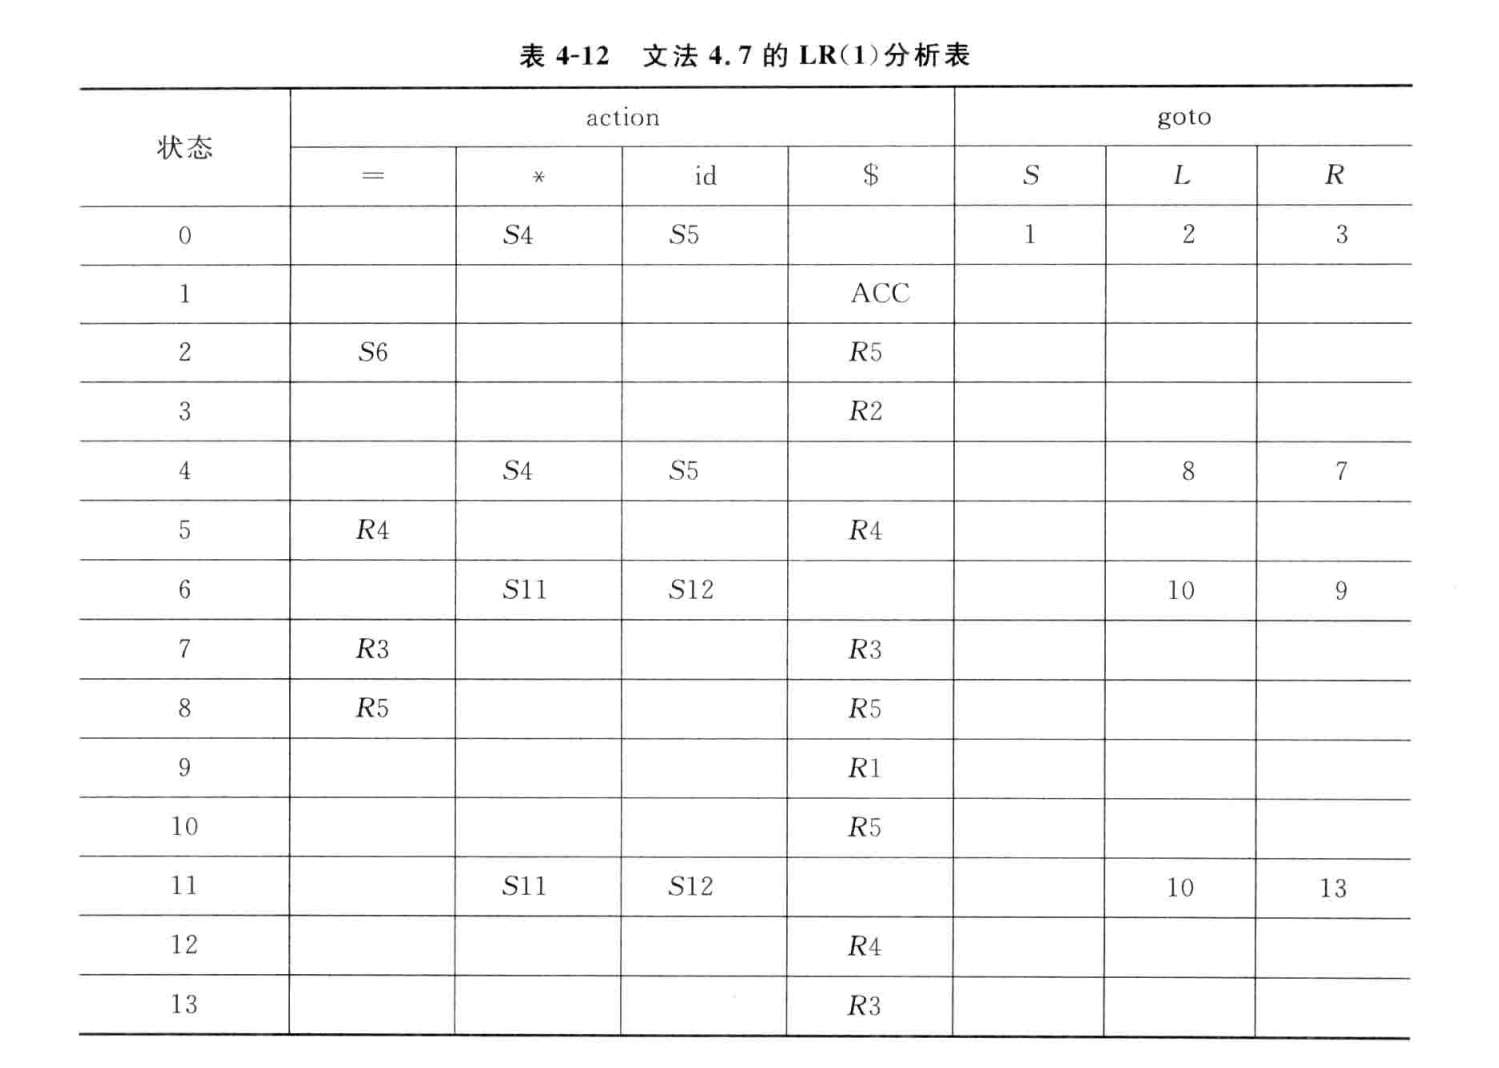 表 4-12 文法 4.7 的 LR(1)分析表
状态 action goto
= * id $ S L R
0 S4 S5 1 2 3
1 ACC
2 S6 R5
3 R2
4 S4 S5 8 7
5 R4 R4
6 S11 S12 10 9
7 R3 R3
8 R5 R5
9 R1
10 R5
11 S11 S12 10 13
12 R4
13 R3